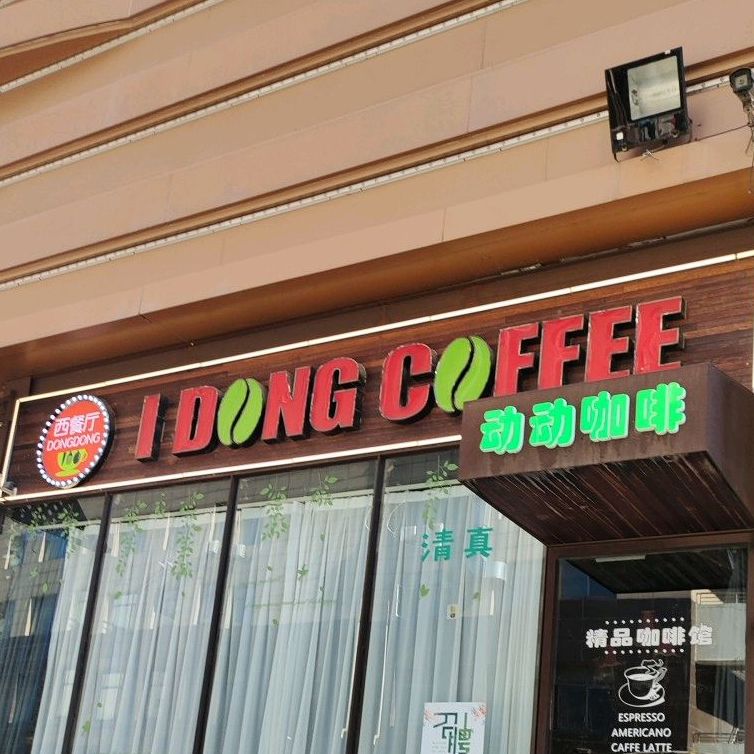 I DONG COFFEE
西餐厅
DONGDONG
动动咖啡
清真
精品咖啡馆
ESPRESSO
AMERICANO
CAFFE LATTE